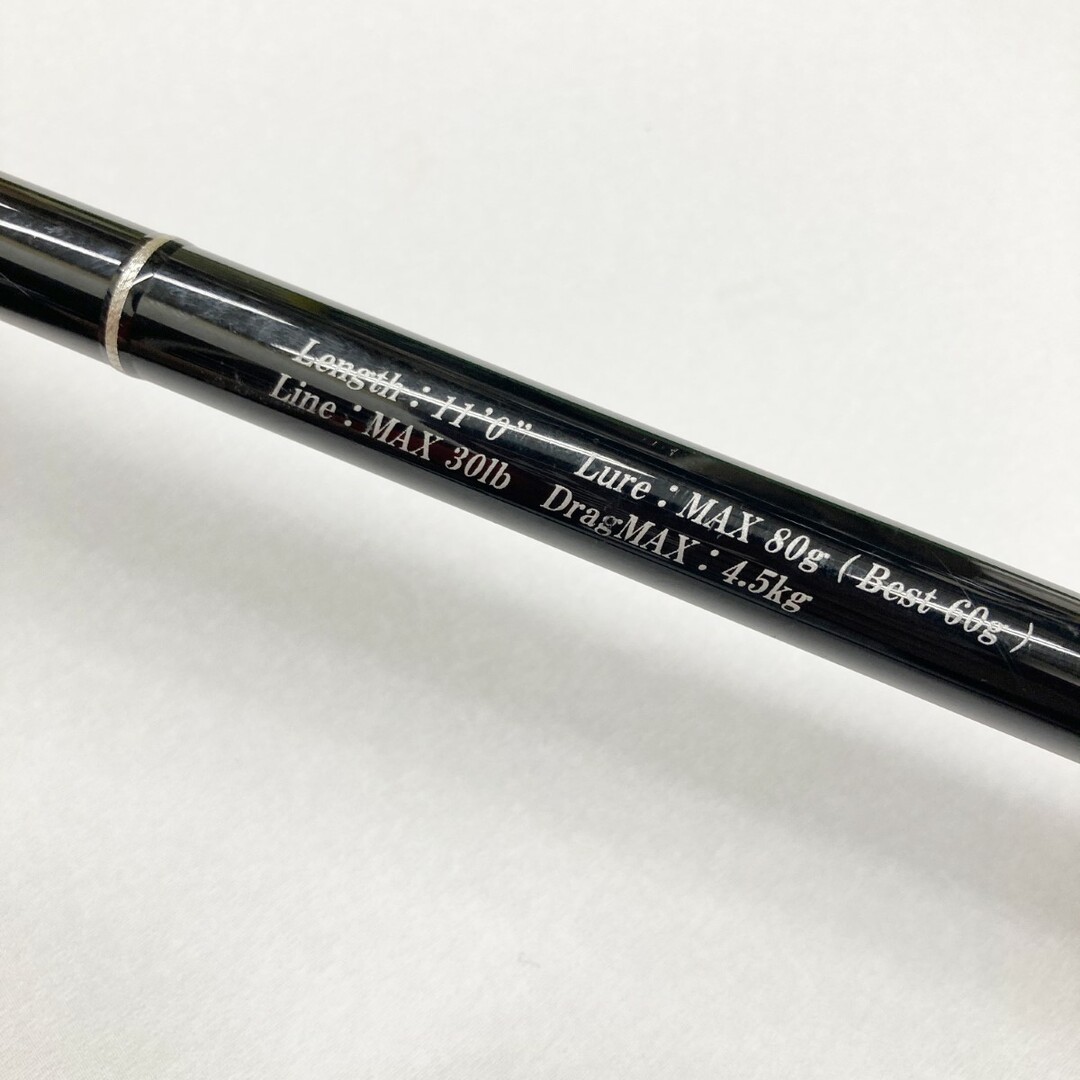 Length : 11'0" Lure : MAX 80g ( Best 60g )
Line : MAX 30lb DragMAX : 4.5kg